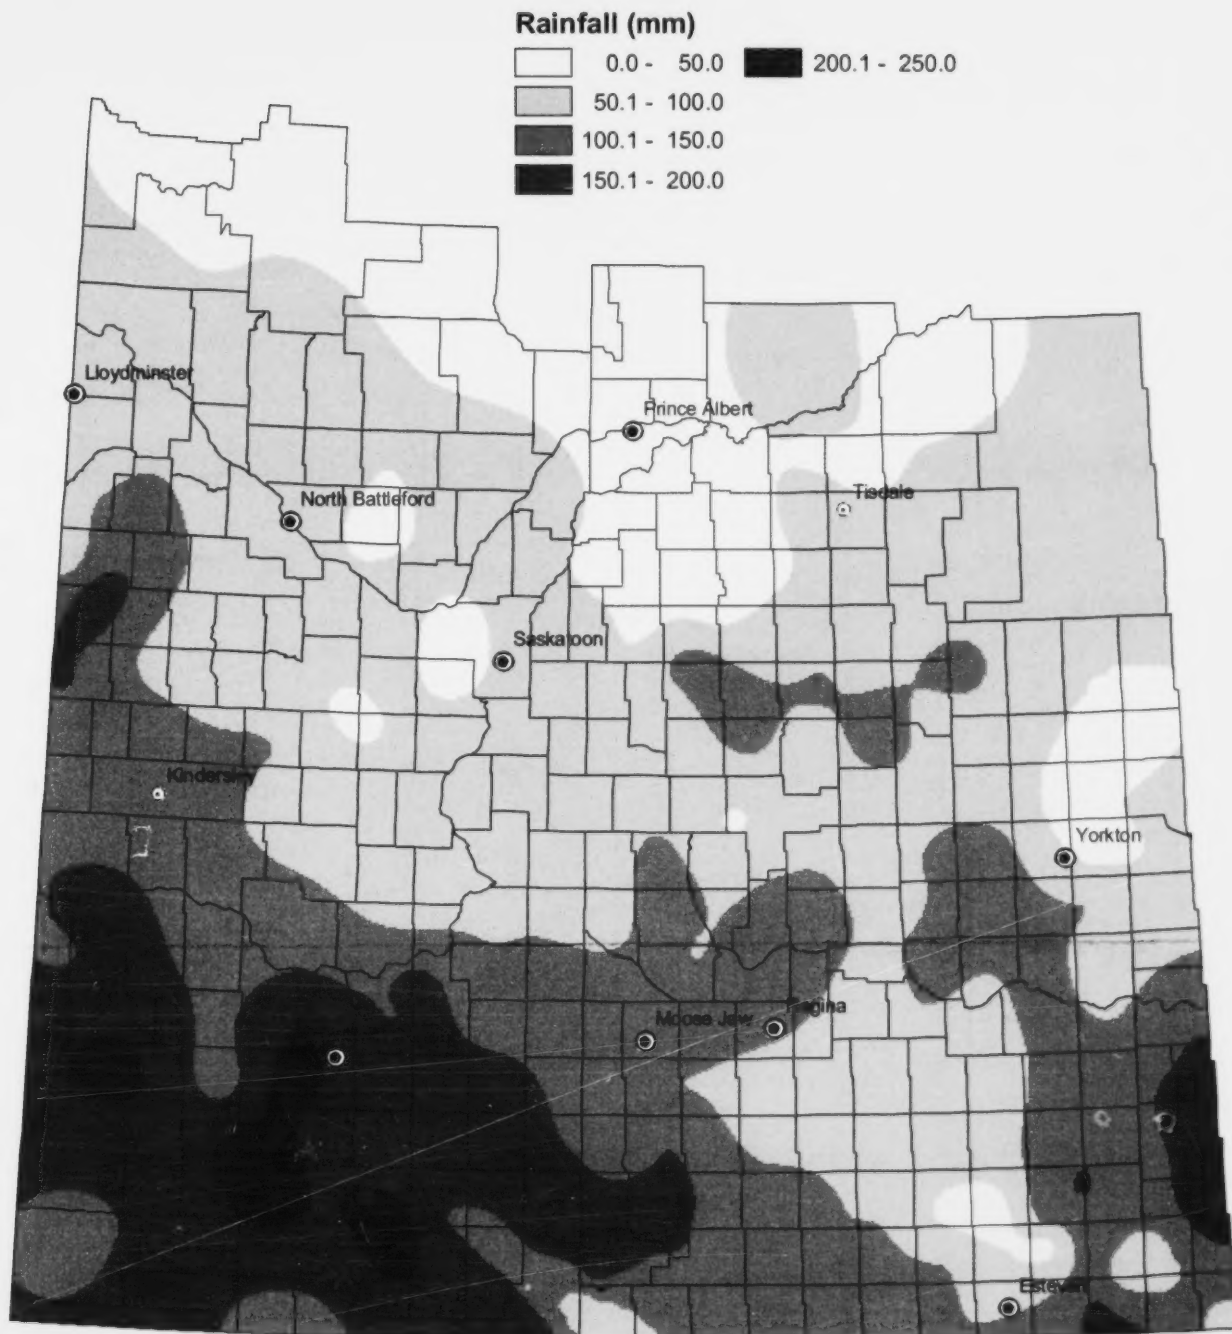 Rainfall (mm)
0.0 - 50.0
200.1 - 250.0
50.1 - 100.0
100.1 - 150.0
150.1 - 200.0
Lloydminster
Prince Albert
North Battleford
Tisdale
Saskatoon
Kindersley
Yorkton
Regina
Moose Jaw
Estevan